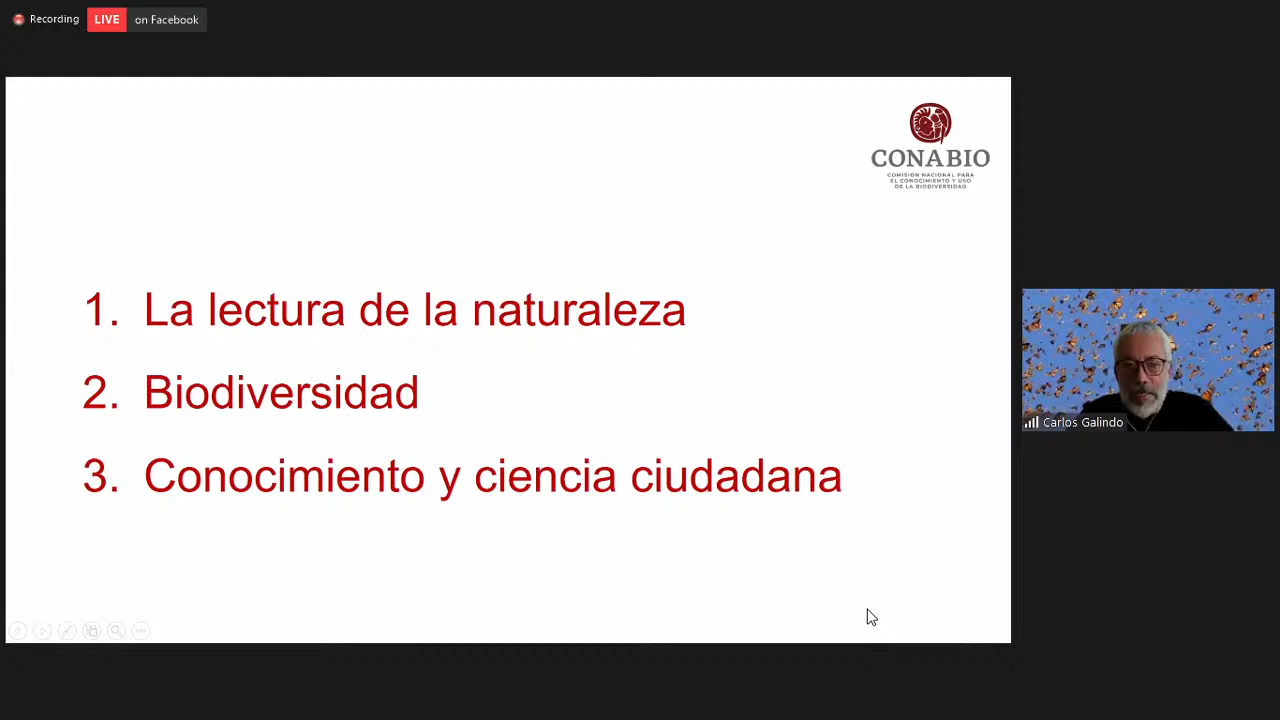 Recording
LIVE on Facebook
CONABIO
COMISIÓN NACIONAL PARA
EL CONOCIMIENTO Y USO
DE LA BIODIVERSIDAD
1. La lectura de la naturaleza
2. Biodiversidad
3. Conocimiento y ciencia ciudadana
Carlos Galindo